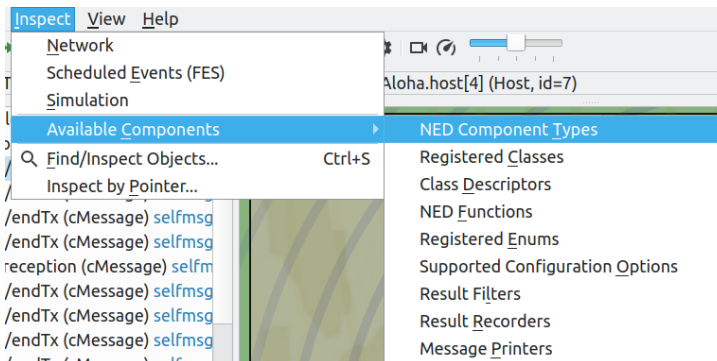 Inspect View Help
Network
Scheduled Events (FES)
Simulation
Available Components
Find/Inspect Objects... Ctrl+S
Inspect by Pointer...
Aloha.host[4] (Host, id=7)
NED Component Types
Registered Classes
Class Descriptors
NED Functions
Registered Enums
Supported Configuration Options
Result Filters
Result Recorders
Message Printers
/endTx (cMessage) selfmsg
/endTx (cMessage) selfmsg
reception (cMessage) selfm
/endTx (cMessage) selfmsg
/endTx (cMessage) selfmsg
/endTx (cMessage) selfmsg